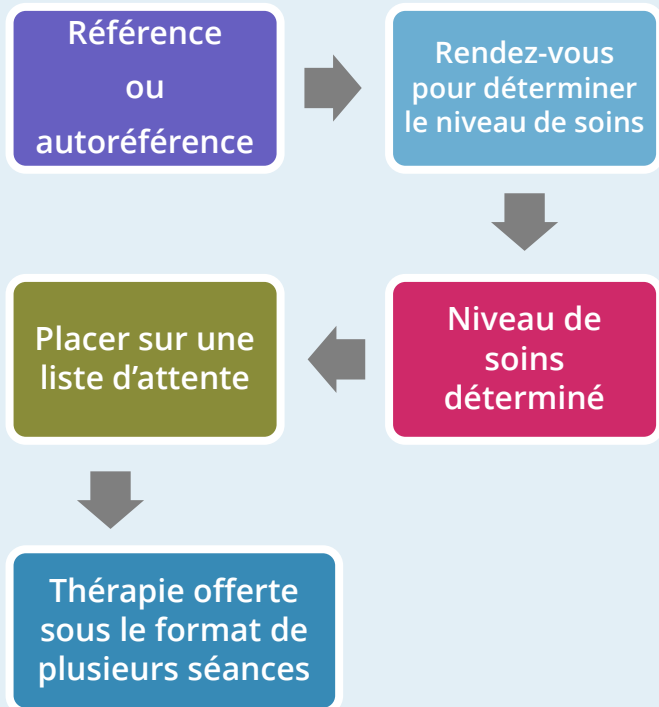 Référence
ou
autoréférence
Rendez-vous
pour déterminer
le niveau de soins
Niveau de
soins
déterminé
Placer sur une
liste d’attente
Thérapie offerte
sous le format de
plusieurs séances